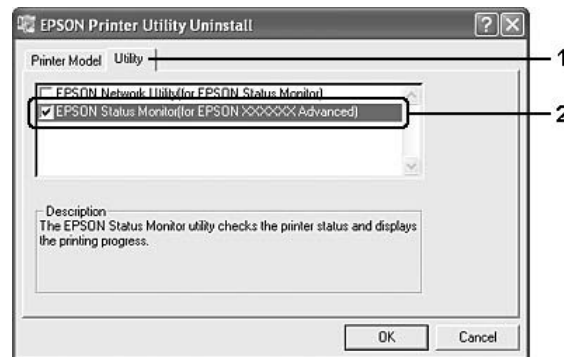 EPSON Printer Utility Uninstall
Printer Model Utility
1
EPSON Network Utility(for EPSON Status Monitor)
EPSON Status Monitor(for EPSON XXXXXX Advanced)
2
Description
The EPSON Status Monitor utility checks the printer status and displays
the printing progress.
OK Cancel